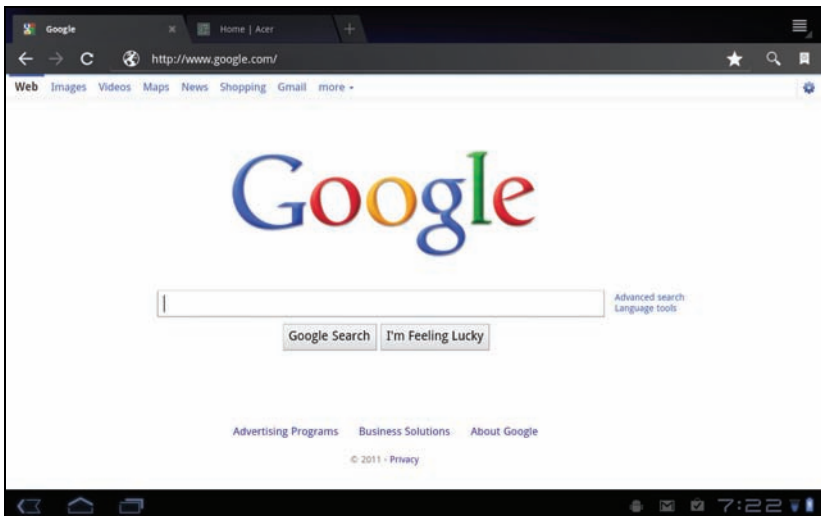 Google Home | Acer
http://www.google.com/
Web Images Videos Maps News Shopping Gmail more
Google
Advanced search
Language tools
Google Search I'm Feeling Lucky
Advertising Programs Business Solutions About Google
© 2011 - Privacy
7:22